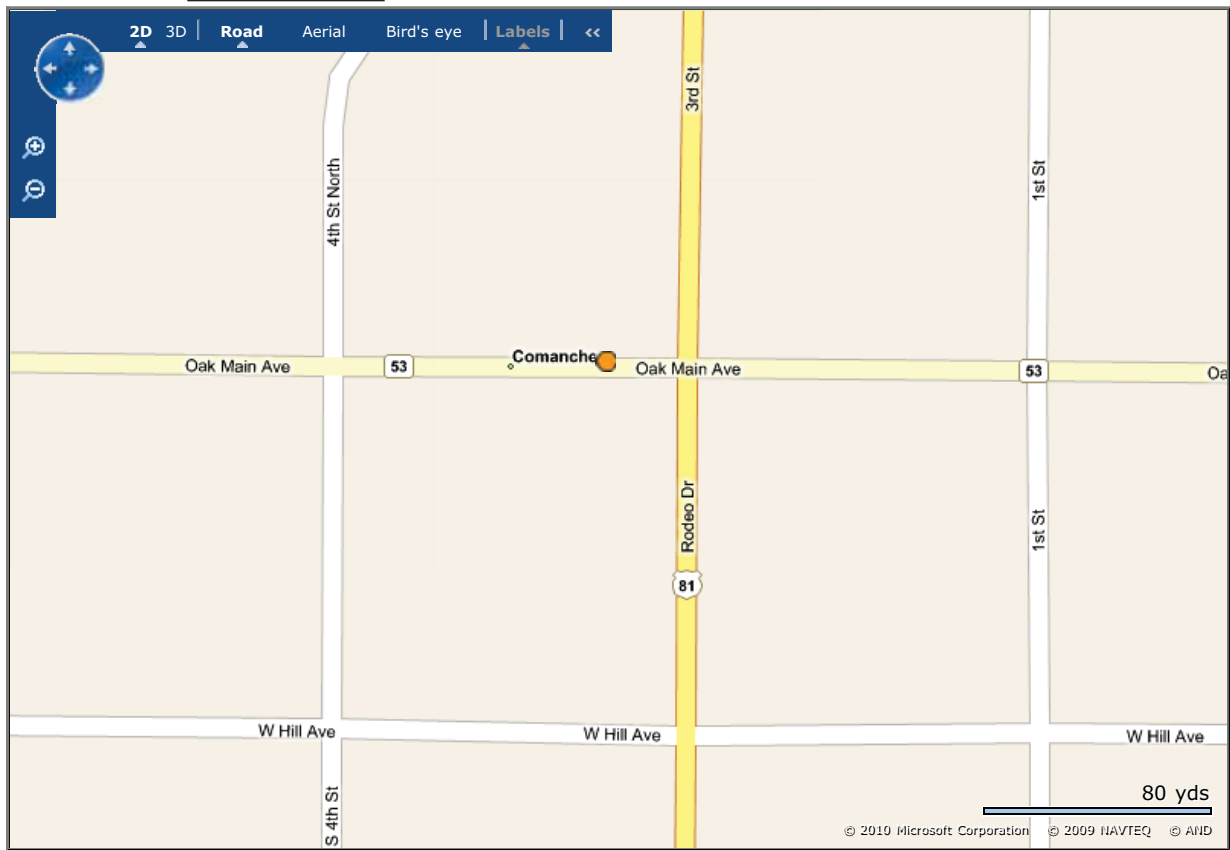 2D 3D Road Aerial Bird's eye Labels <<
3rd St
4th St North
1st St
Comanche
Oak Main Ave
53
Oak Main Ave
53
Oa
Rodeo Dr
1st St
81
W Hill Ave
W Hill Ave
W Hill Ave
S 4th St
80 yds
© 2010 Microsoft Corporation © 2009 NAVTEQ © AND